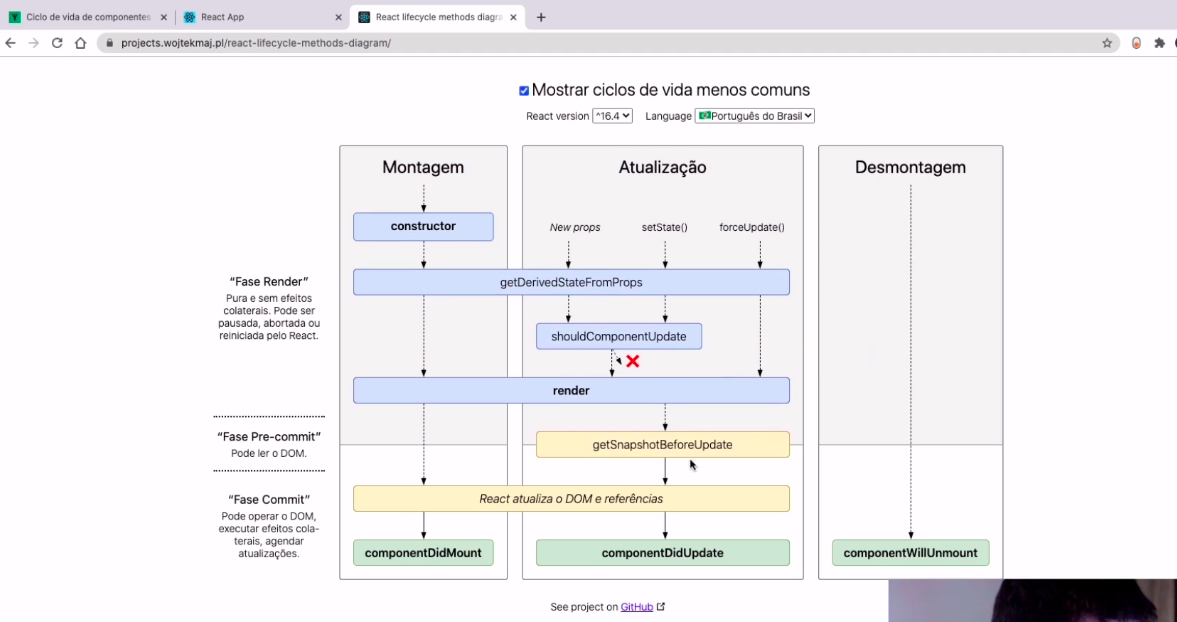 Ciclo de vida de componentes
React App
React lifecycle methods diagra
projects.wojtekmaj.pl/react-lifecycle-methods-diagram/
Mostrar ciclos de vida menos comuns
React version ^16.4 Language Português do Brasil
Montagem
Atualização
Desmontagem
constructor
New props
setState()
forceUpdate()
“Fase Render”
Pura e sem efeitos
colaterais. Pode ser
pausada, abortada ou
reiniciada pelo React.
getDerivedStateFromProps
shouldComponentUpdate
render
“Fase Pre-commit”
Pode ler o DOM.
getSnapshotBeforeUpdate
“Fase Commit”
Pode operar o DOM,
executar efeitos cola-
terais, agendar
atualizações.
React atualiza o DOM e referências
componentDidMount
componentDidUpdate
componentWillUnmount
See project on GitHub